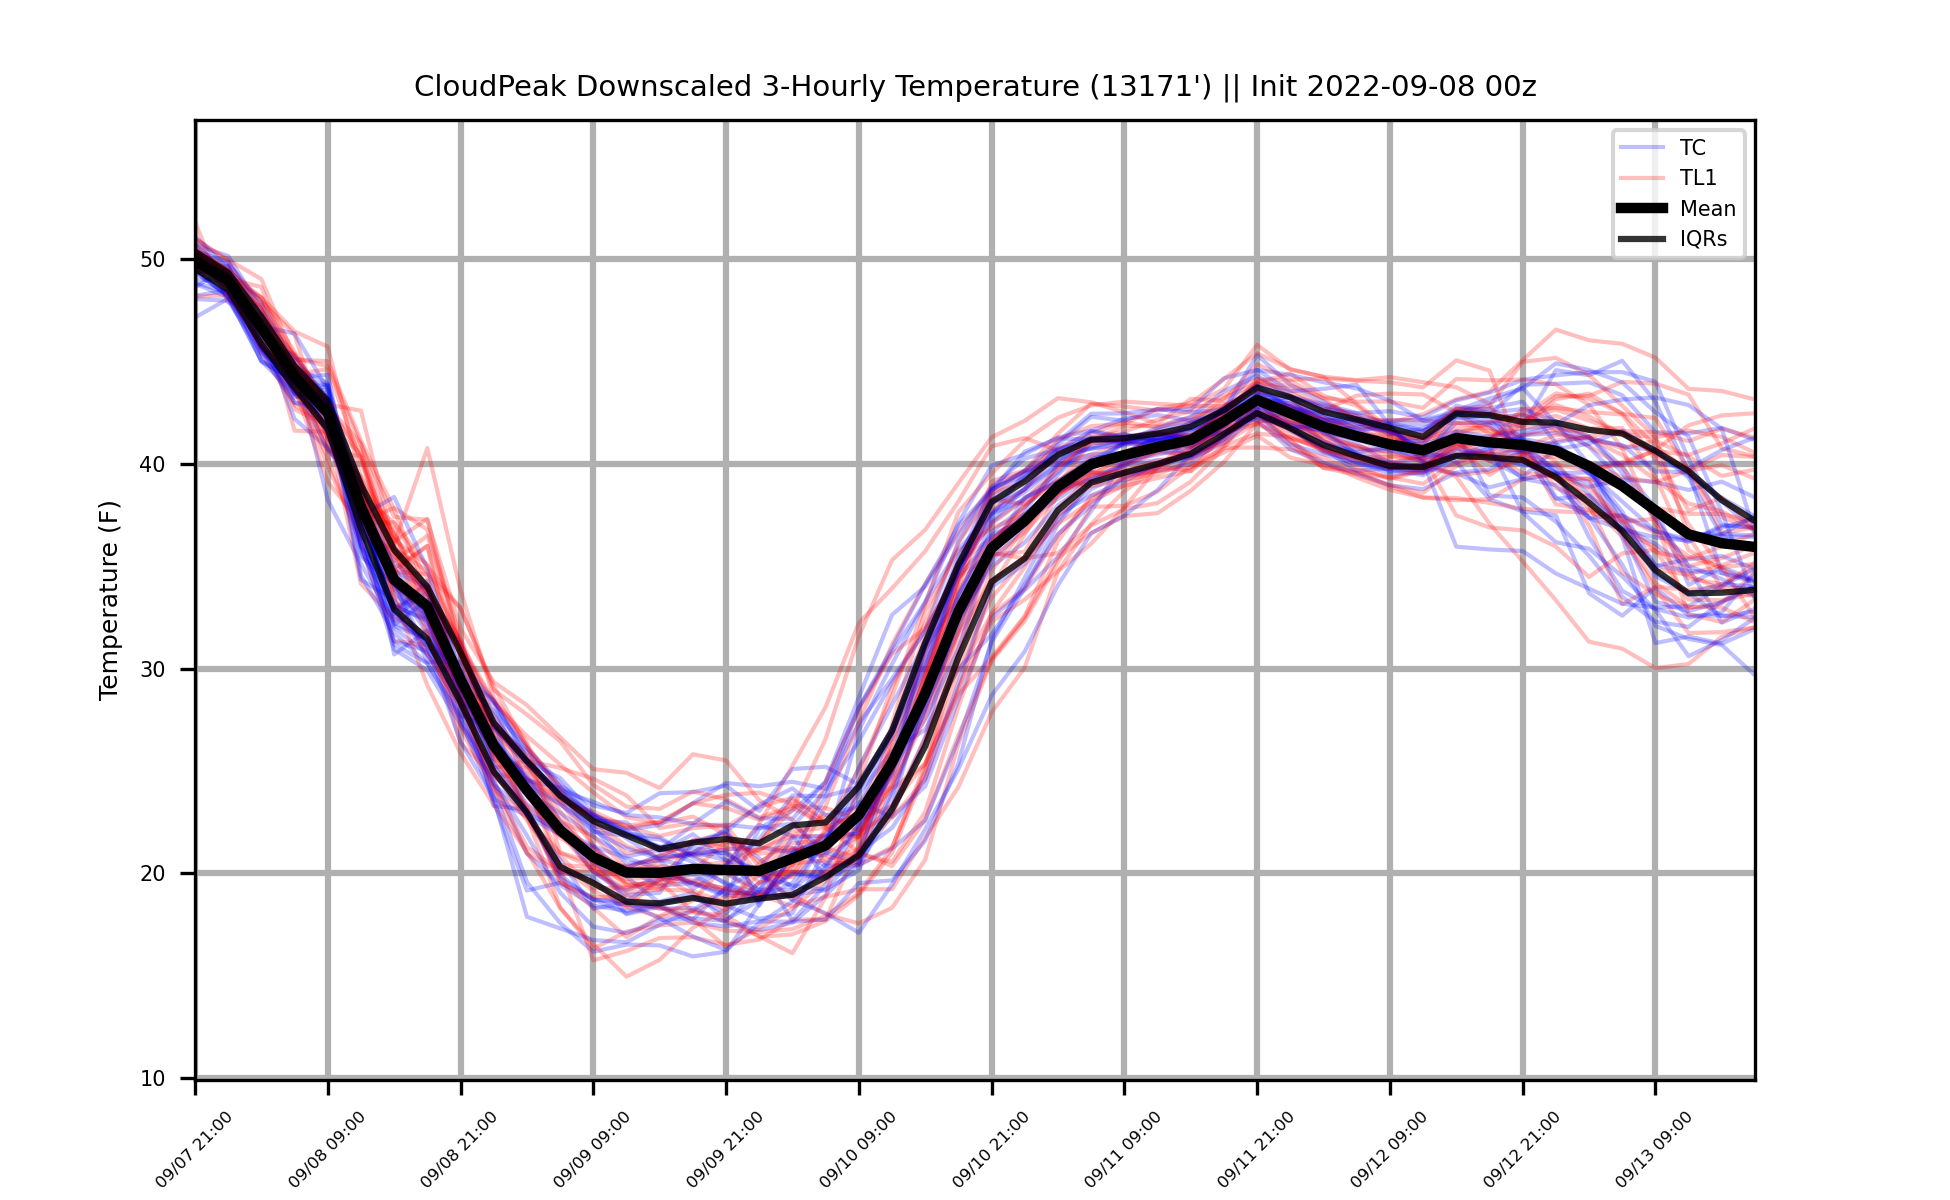 CloudPeak Downscaled 3-Hourly Temperature (13171') || Init 2022-09-08 00z
TC
TL1
Mean
IQRs
Temperature (F)
50
40
30
20
10
09/07 21:00
09/08 09:00
09/08 21:00
09/09 09:00
09/09 21:00
09/10 09:00
09/10 21:00
09/11 09:00
09/11 21:00
09/12 09:00
09/12 21:00
09/13 09:00